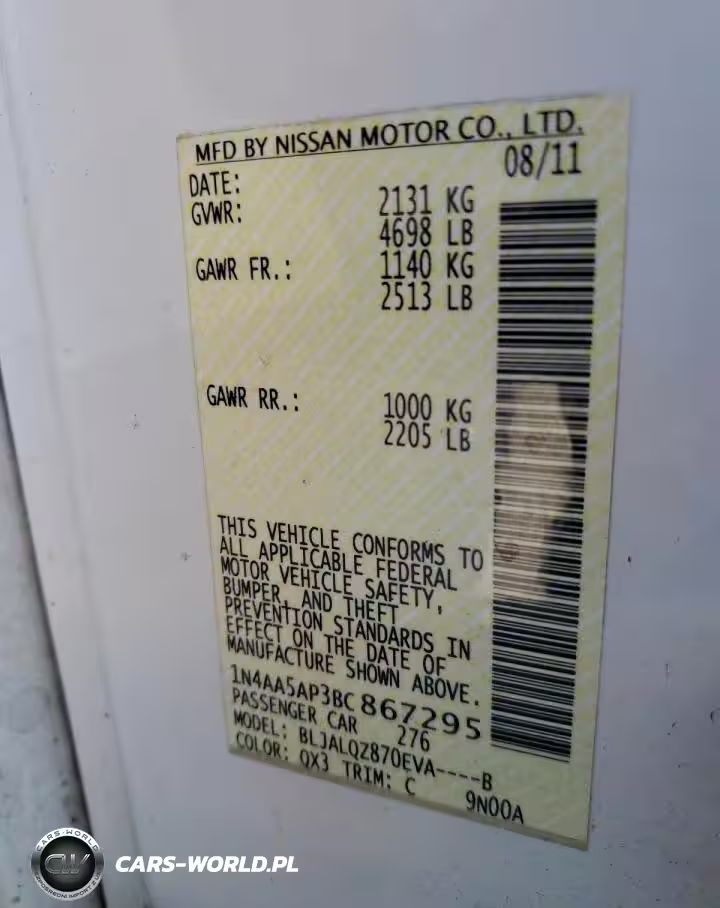 MFD BY NISSAN MOTOR CO., LTD.
DATE: 08/11
GVWR: 2131 KG
4698 LB
GAWR FR.: 1140 KG
2513 LB
GAWR RR.: 1000 KG
2205 LB
THIS VEHICLE CONFORMS TO
ALL APPLICABLE FEDERAL
MOTOR VEHICLE SAFETY,
BUMPER, AND THEFT
PREVENTION STANDARDS IN
EFFECT ON THE DATE OF
MANUFACTURE SHOWN ABOVE.
1N4AA5AP3BC867295
PASSENGER CAR 276
MODEL: BLJALQZ870EVA----B
COLOR: QX3 TRIM: C 9N00A
CARS-WORLD
CW
CARS-WORLD.PL